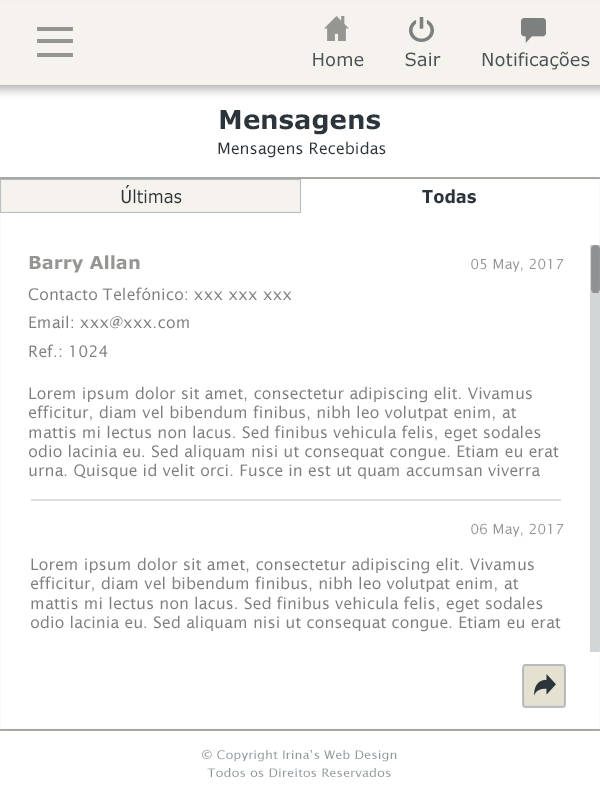 Home Sair Notificações
Mensagens
Mensagens Recebidas
Últimas Todas
Barry Allan 05 May, 2017
Contacto Telefónico: xxx xxx xxx
Email: xxx@xxx.com
Ref.: 1024
Lorem ipsum dolor sit amet, consectetur adipiscing elit. Vivamus
efficitur, diam vel bibendum finibus, nibh leo volutpat enim, at
mattis mi lectus non lacus. Sed finibus vehicula felis, eget sodales
odio lacinia eu. Sed aliquam nisi ut consequat congue. Etiam eu erat
urna. Quisque id velit orci. Fusce in est ut quam accumsan viverra
06 May, 2017
Lorem ipsum dolor sit amet, consectetur adipiscing elit. Vivamus
efficitur, diam vel bibendum finibus, nibh leo volutpat enim, at
mattis mi lectus non lacus. Sed finibus vehicula felis, eget sodales
odio lacinia eu. Sed aliquam nisi ut consequat congue. Etiam eu erat
© Copyright Irina's Web Design
Todos os Direitos Reservados